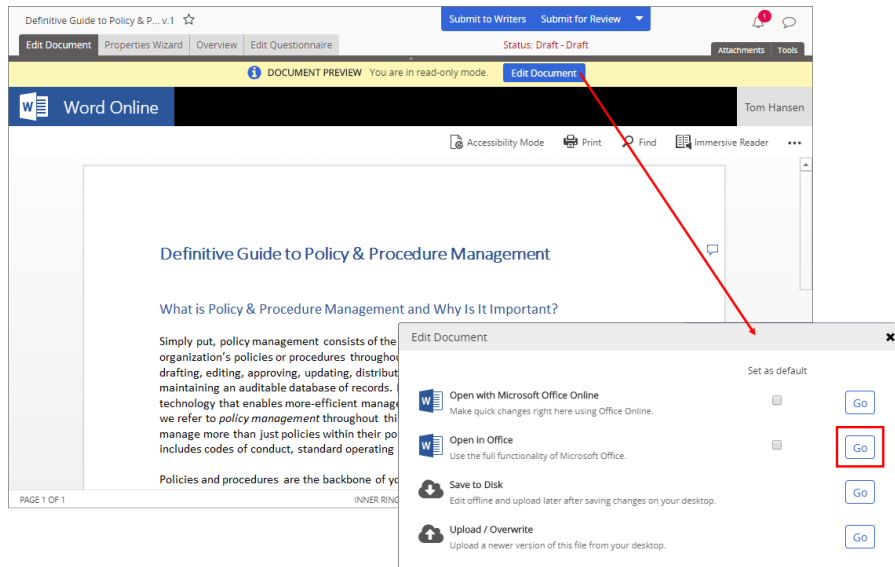 Definitive Guide to Policy & P... v.1
Submit to Writers Submit for Review
1
Edit Document Properties Wizard Overview Edit Questionnaire
Status: Draft - Draft
Attachments Tools
DOCUMENT PREVIEW You are in read-only mode. Edit Document
Word Online
Tom Hansen
Accessibility Mode Print Find Immersive Reader
Definitive Guide to Policy & Procedure Management
What is Policy & Procedure Management and Why Is It Important?
Simply put, policy management consists of the
organization's policies or procedures
drafting, editing, approving, updating,
maintaining an auditable database of records.
technology that enables more-efficient
we refer to policy management throughout
manage more than just policies within their
includes codes of conduct, standard operating
Policies and procedures are the backbone of
PAGE 1 OF 1
INNER RING
Edit Document
Set as default
Open with Microsoft Office Online
Make quick changes right here using Office Online.
Go
Open in Office
Use the full functionality of Microsoft Office.
Go
Save to Disk
Edit offline and upload later after saving changes on your desktop.
Go
Upload / Overwrite
Upload a newer version of this file from your desktop.
Go